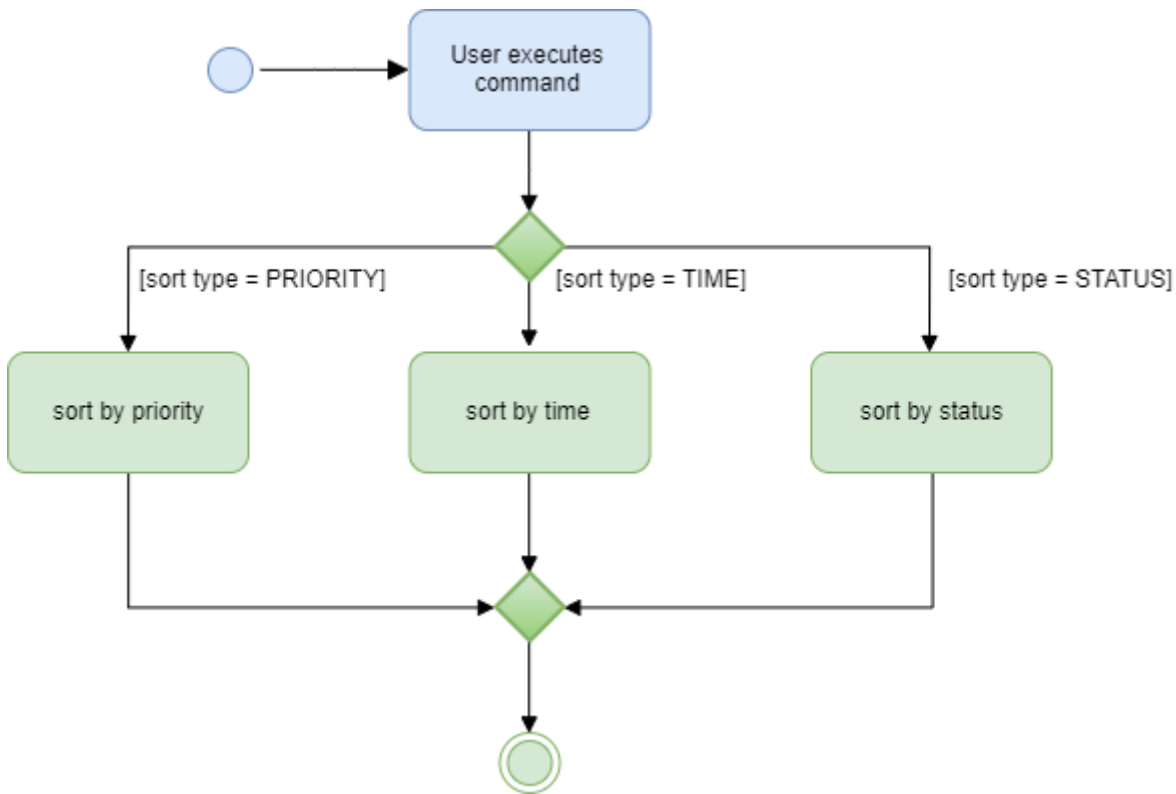 User executes
command
[sort type = PRIORITY]
[sort type = TIME]
[sort type = STATUS]
sort by priority
sort by time
sort by status